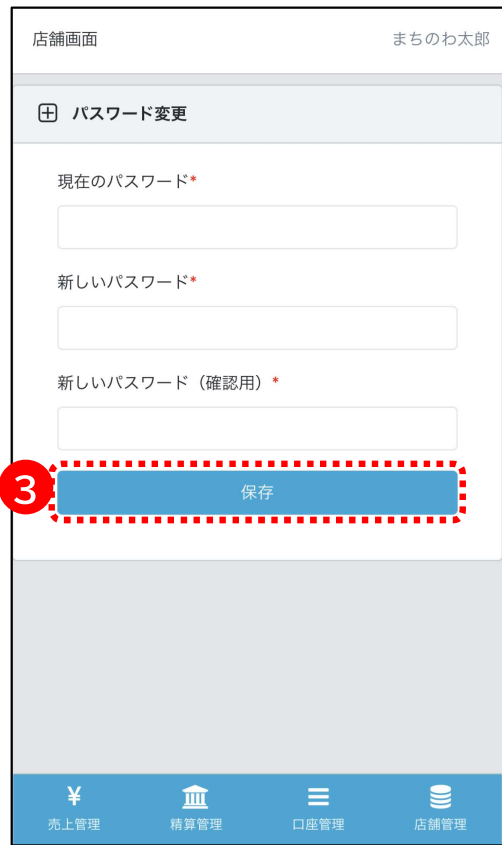 店舗画面 まちのわ太郎
パスワード変更
現在のパスワード*
新しいパスワード*
新しいパスワード（確認用）*
3
保存
¥
売上管理 精算管理 口座管理 店舗管理